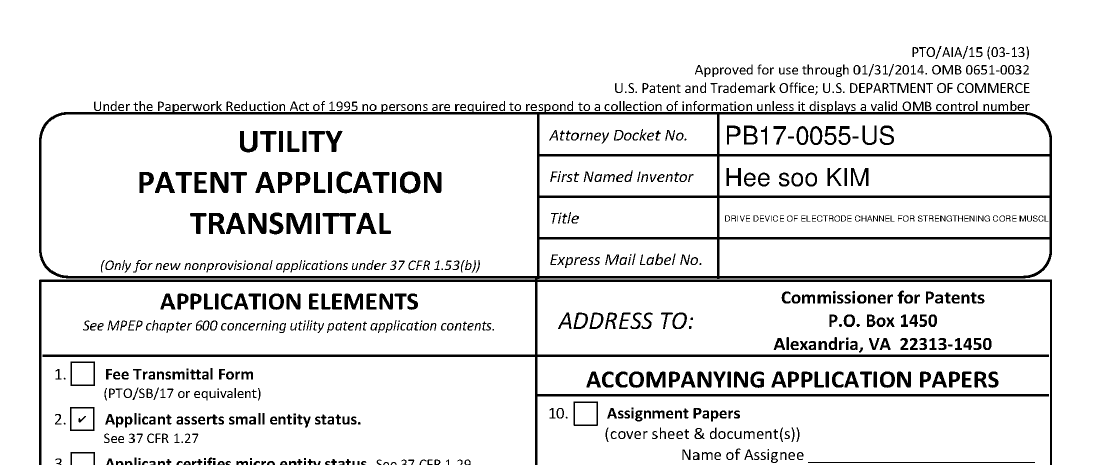 PTO/AIA/15 (03-13)
Approved for use through 01/31/2014. OMB 0651-0032
U.S. Patent and Trademark Office; U.S. DEPARTMENT OF COMMERCE
Under the Paperwork Reduction Act of 1995 no persons are required to respond to a collection of information unless it displays a valid OMB control number
UTILITY
PATENT APPLICATION
TRANSMITTAL
(Only for new nonprovisional applications under 37 CFR 1.53(b))
Attorney Docket No. PB17-0055-US
First Named Inventor Hee soo KIM
Title DRIVE DEVICE OF ELECTRODE CHANNEL FOR STRENGTHENING CORE MUSCL
Express Mail Label No.
APPLICATION ELEMENTS
See MPEP chapter 600 concerning utility patent application contents.
ADDRESS TO:
Commissioner for Patents
P.O. Box 1450
Alexandria, VA 22313-1450
1. Fee Transmittal Form
(PTO/SB/17 or equivalent)
2. ✔ Applicant asserts small entity status.
See 37 CFR 1.27
3. Applicant certifies micro entity status. See 37 CFR 1.29
ACCOMPANYING APPLICATION PAPERS
10. Assignment Papers
(cover sheet & document(s))
Name of Assignee